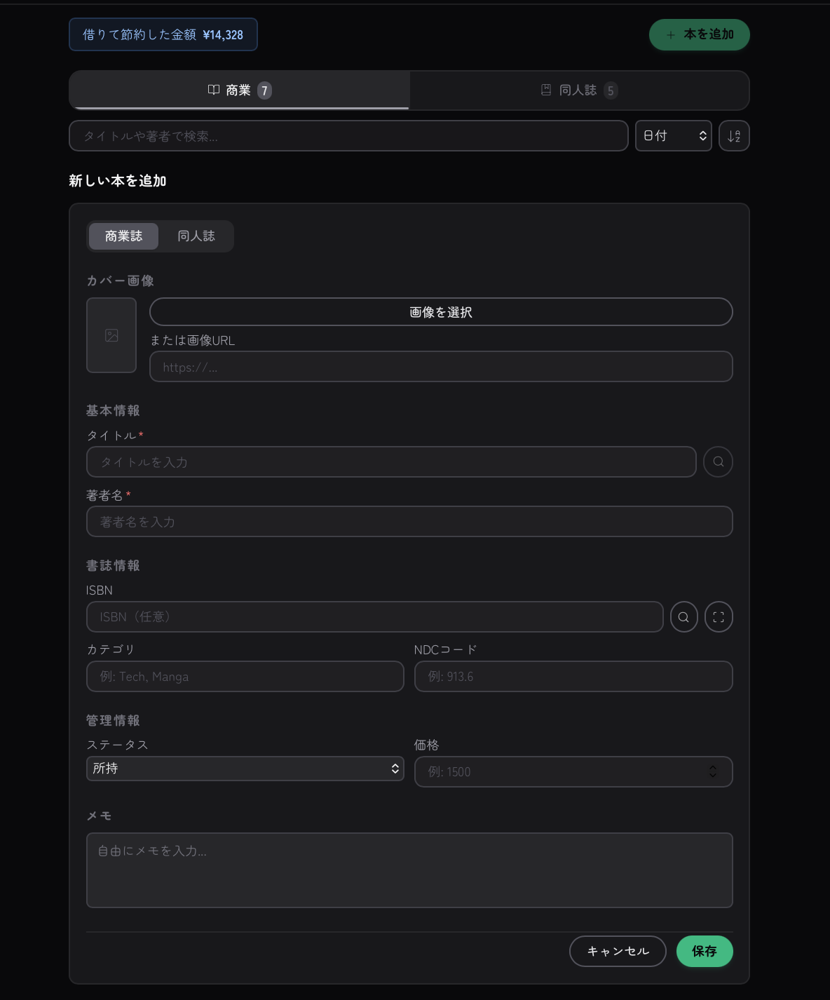 借りて節約した金額 ¥14,328
+ 本を追加
商業 7
同人誌 5
タイトルや著者で検索...
日付
新しい本を追加
商業誌
同人誌
カバー画像
画像を選択
または画像URL
https://...
基本情報
タイトル*
タイトルを入力
著者名*
著者名を入力
書誌情報
ISBN
ISBN（任意）
カテゴリ
NDCコード
例: Tech, Manga
例: 913.6
管理情報
ステータス
価格
所持
例: 1500
メモ
自由にメモを入力...
キャンセル
保存